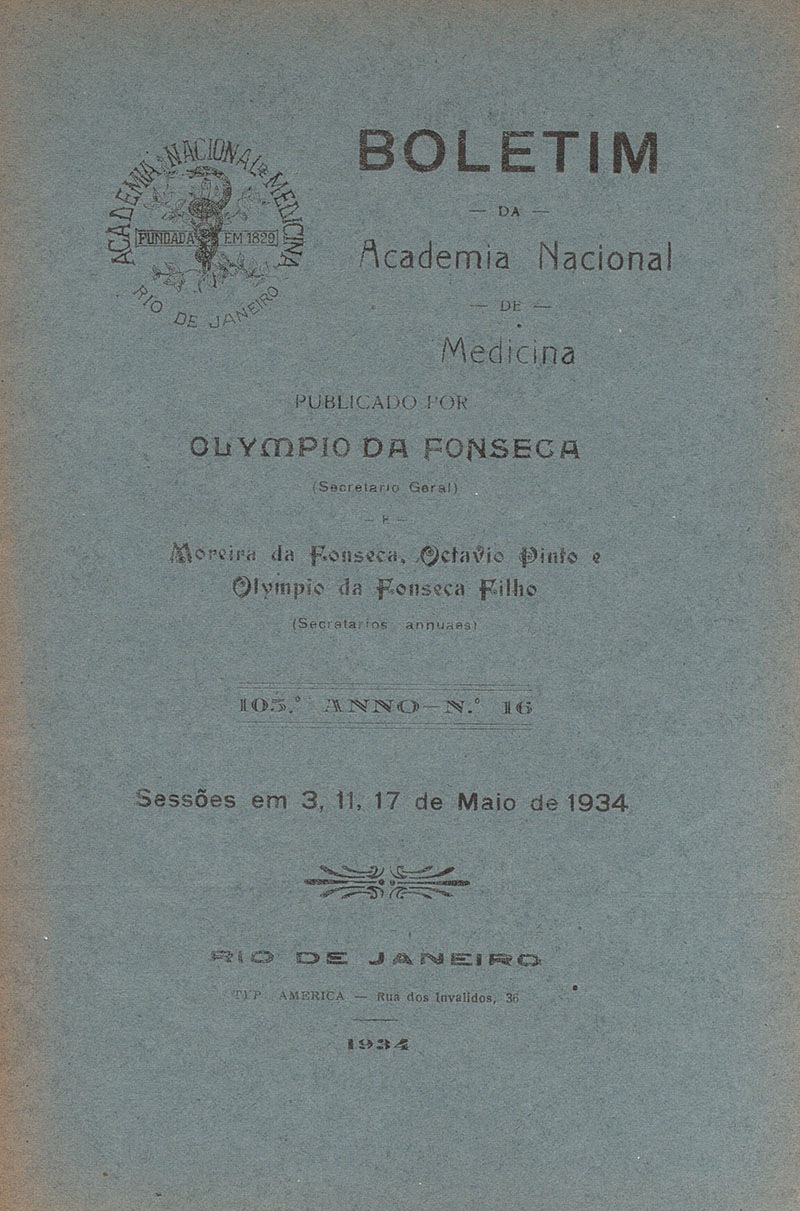 ACADEMIA NACIONAL DE MEDICINA
FUNDADA EM 1829
RIO DE JANEIRO
BOLETIM
— DA —
Academia Nacional
— DE —
Medicina
PUBLICADO POR
OLYMPIO DA FONSECA
(Secretario Geral)
— E —
Moreira da Fonseca, Octavio Pinto e
Olympio da Fonseca Filho
(Secretarios annuaes)
105.º ANNO—N.º 16
Sessões em 3, 11, 17 de Maio de 1934
RIO DE JANEIRO
TYP AMERICA — Rua dos Invalidos, 36
1934